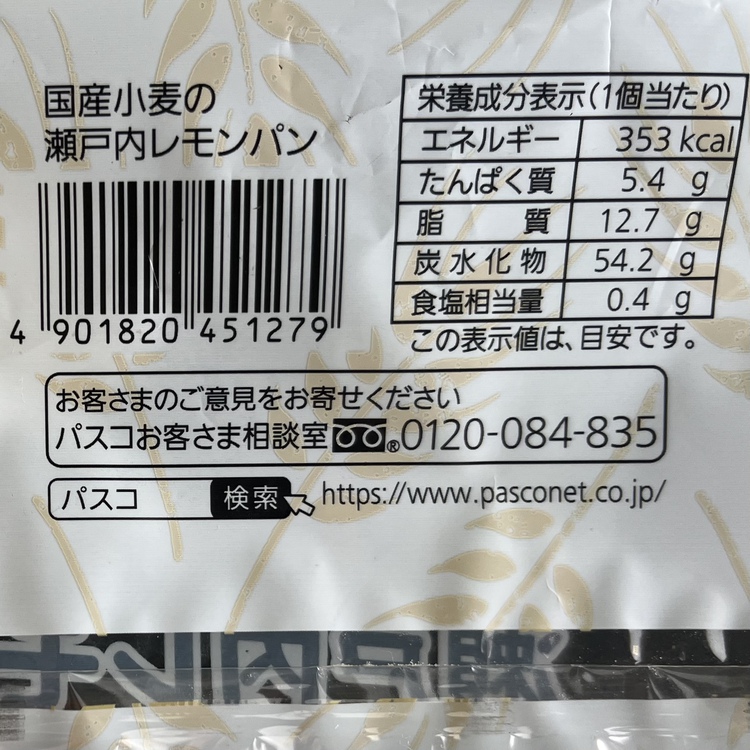 国産小麦の
瀬戸内レモンパン
4 901820 451279
栄養成分表示(1個当たり)
エネルギー 353 kcal
たんぱく質 5.4 g
脂質 12.7 g
炭水化物 54.2 g
食塩相当量 0.4 g
この表示値は、目安です。
お客さまのご意見をお寄せください
パスコお客さま相談室 ® 0120-084-835
パスコ 検索 https://www.pasconet.co.jp/
瀬戸内レモ